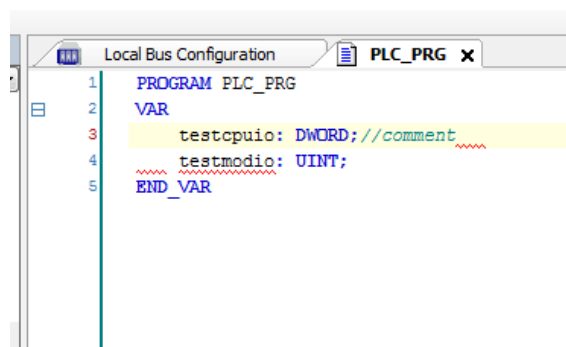 Local Bus Configuration PLC_PRG X
1 PROGRAM PLC_PRG
2 VAR
3 testcpuio: DWORD;//comment
4 testmodio: UINT;
5 END_VAR